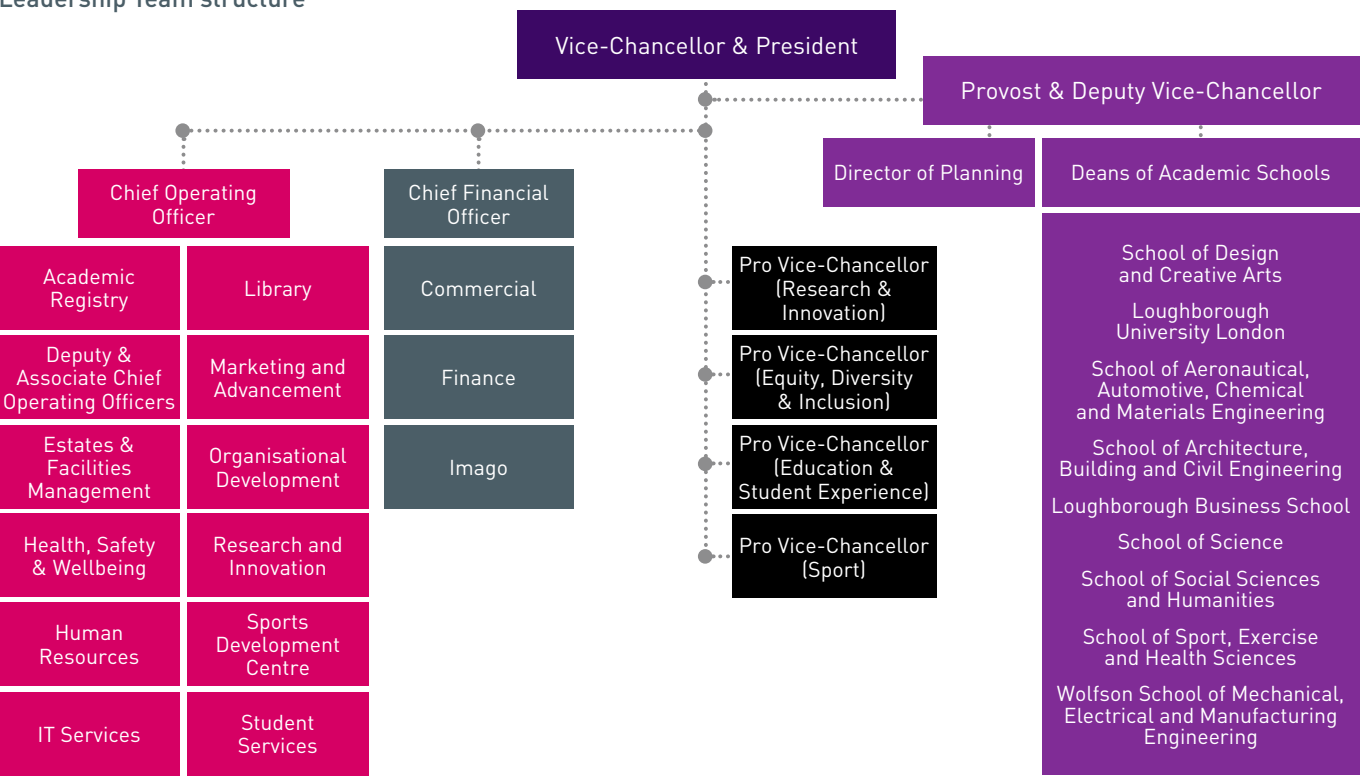 Leadership Team structure
Vice-Chancellor & President
Provost & Deputy Vice-Chancellor
Director of Planning
Deans of Academic Schools
Chief Operating
Officer
Chief Financial
Officer
Academic
Registry
Library
Deputy &
Associate Chief
Operating Officers
Marketing and
Advancement
Estates &
Facilities
Management
Organisational
Development
Health, Safety
& Wellbeing
Research and
Innovation
Human
Resources
Sports
Development
Centre
IT Services
Student
Services
Commercial
Finance
Imago
Pro Vice-Chancellor
(Research &
Innovation)
Pro Vice-Chancellor
(Equity, Diversity
& Inclusion)
Pro Vice-Chancellor
(Education &
Student Experience)
Pro Vice-Chancellor
(Sport)
School of Design
and Creative Arts
Loughborough
University London
School of Aeronautical,
Automotive, Chemical
and Materials Engineering
School of Architecture,
Building and Civil Engineering
Loughborough Business School
School of Science
School of Social Sciences
and Humanities
School of Sport, Exercise
and Health Sciences
Wolfson School of Mechanical,
Electrical and Manufacturing
Engineering